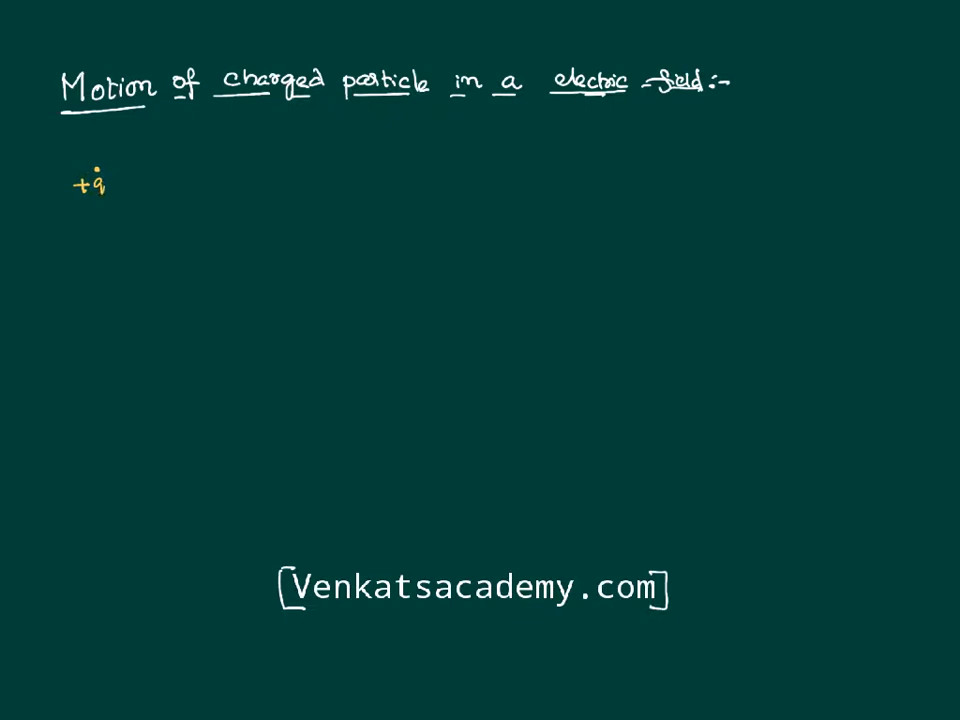 Motion of charged particle in a electric field:-
+q
[Venkatsacademy.com]